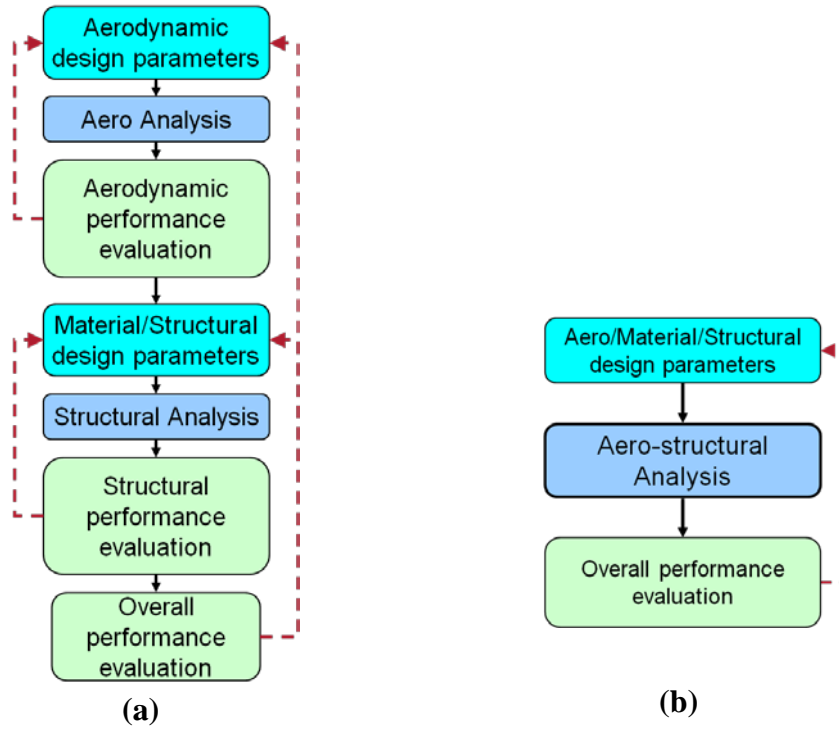 Aerodynamic
design parameters
Aero Analysis
Aerodynamic
performance
evaluation
Material/Structural
design parameters
Structural Analysis
Structural
performance
evaluation
Overall
performance
evaluation
(a)
Aero/Material/Structural
design parameters
Aero-structural
Analysis
Overall performance
evaluation
(b)